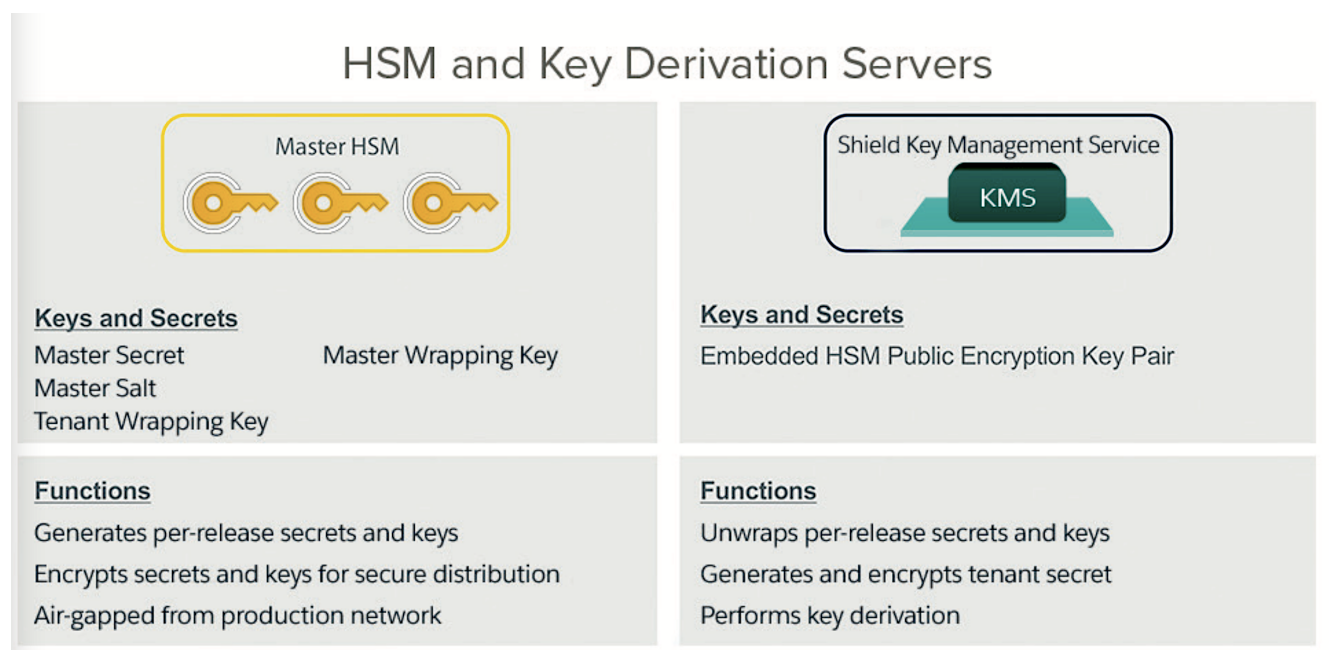 HSM and Key Derivation Servers
Master HSM
Keys and Secrets
Master Secret
Master Wrapping Key
Master Salt
Tenant Wrapping Key
Functions
Generates per-release secrets and keys
Encrypts secrets and keys for secure distribution
Air-gapped from production network
Shield Key Management Service
KMS
Keys and Secrets
Embedded HSM Public Encryption Key Pair
Functions
Unwraps per-release secrets and keys
Generates and encrypts tenant secret
Performs key derivation